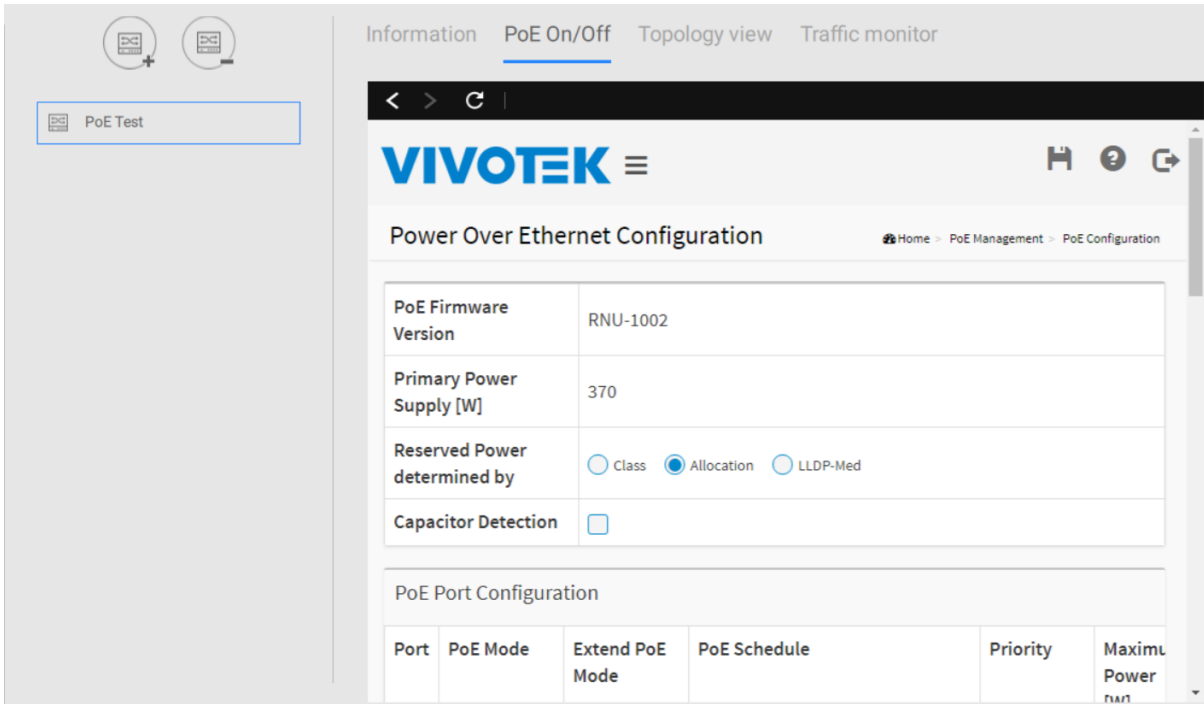 Information PoE On/Off Topology view Traffic monitor
PoE Test
VIVOTEK
Power Over Ethernet Configuration
Home > PoE Management > PoE Configuration
PoE Firmware
Version
RNU-1002
Primary Power
Supply [W]
370
Reserved Power
determined by
Class Allocation LLDP-Med
Capacitor Detection
PoE Port Configuration
Port PoE Mode Extend PoE PoE Schedule Priority Maximu
Mode Power
[W]